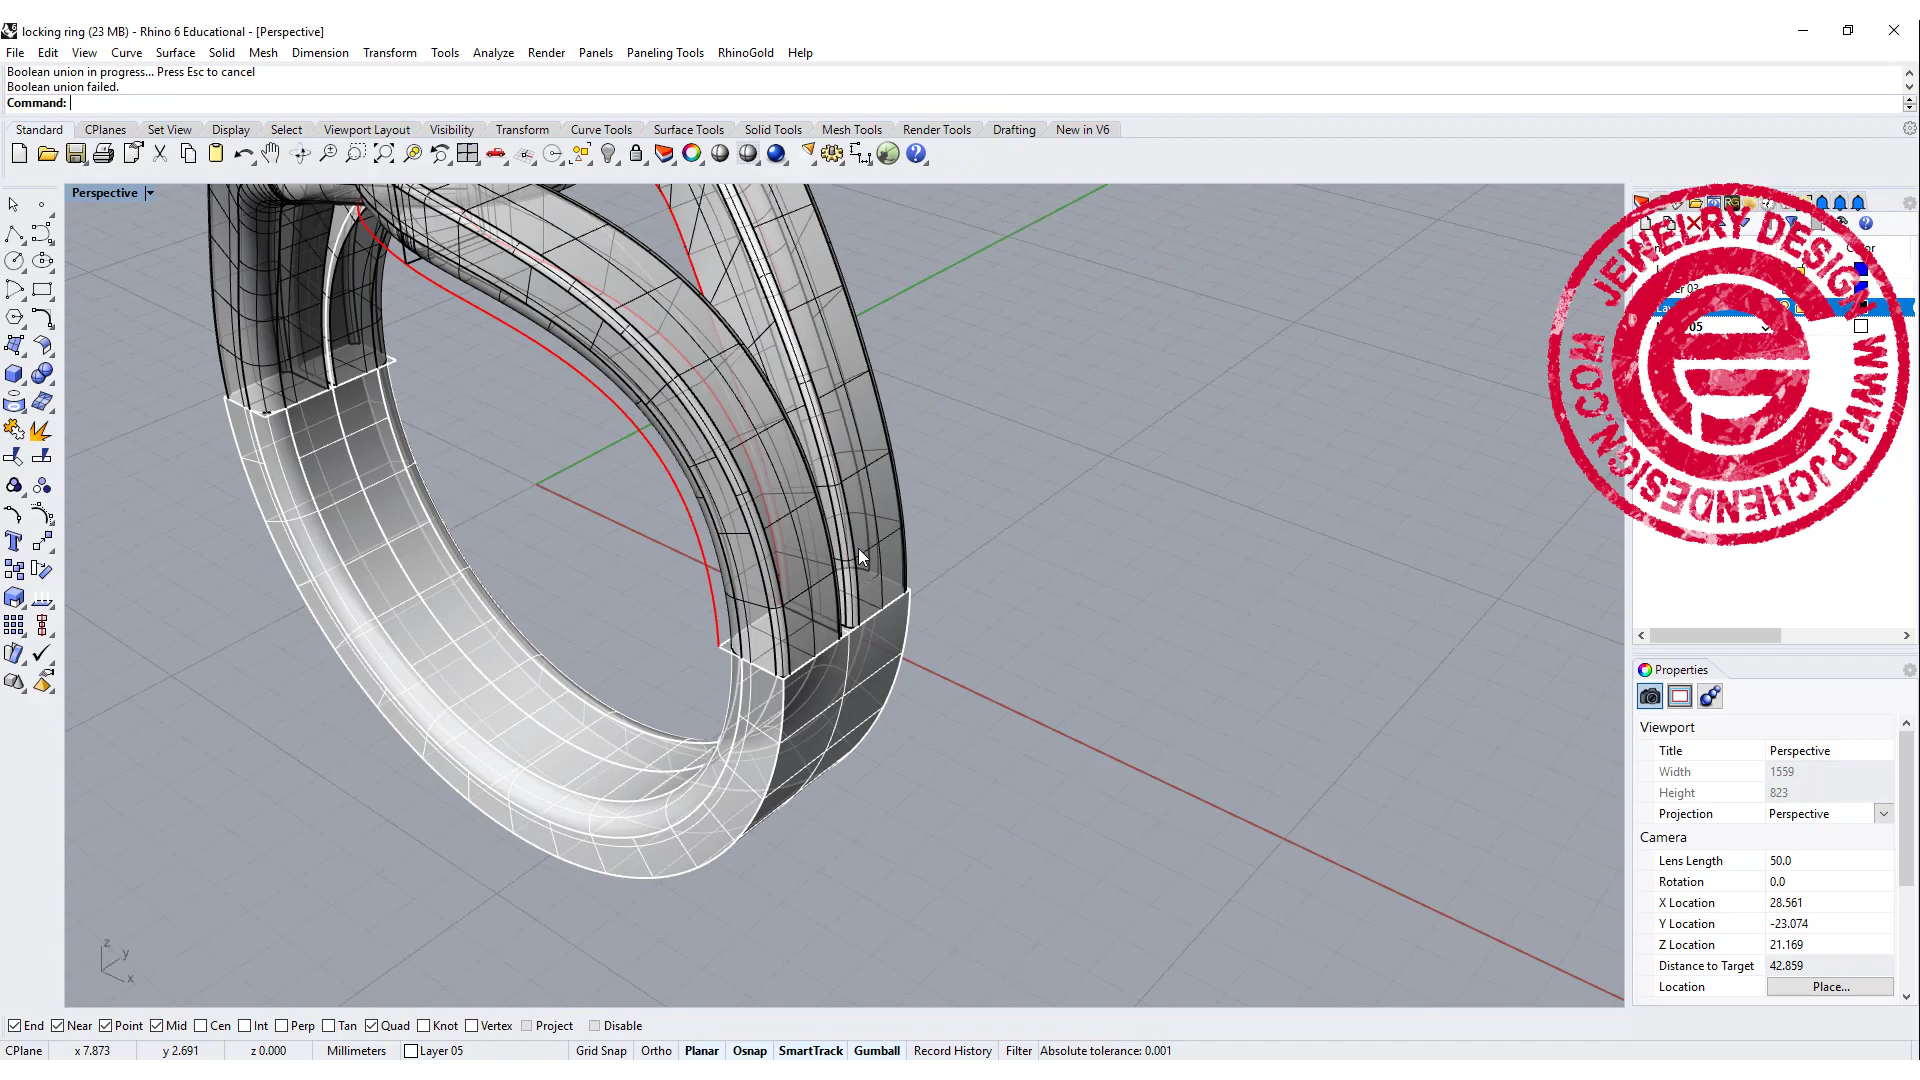 locking ring (23 MB) - Rhino 6 Educational - [Perspective]
File Edit View Curve Surface Solid Mesh Dimension Transform Tools Analyze Render Panels Paneling Tools RhinoGold Help
Boolean union in progress... Press Esc to cancel
Boolean union failed.
Command:
Standard CPlanes Set View Display Select Viewport Layout Visibility Transform Curve Tools Surface Tools Solid Tools Mesh Tools Render Tools Drafting New in V6
Perspective
JEWELRY DESIGN WWW.PJCHENDESIGN.COM
05
Properties
Viewport
Title Perspective
Width 1559
Height 823
Projection Perspective
Camera
Lens Length 50.0
Rotation 0.0
X Location 28.561
Y Location -23.074
Z Location 21.169
Distance to Target 42.859
Location Place...
z
y
x
End Near Point Mid Cen Int Perp Tan Quad Knot Vertex Project Disable
CPlane x 7.873 y 2.691 z 0.000 Millimeters Layer 05 Grid Snap Ortho Planar Osnap SmartTrack Gumball Record History Filter Absolute tolerance: 0.001